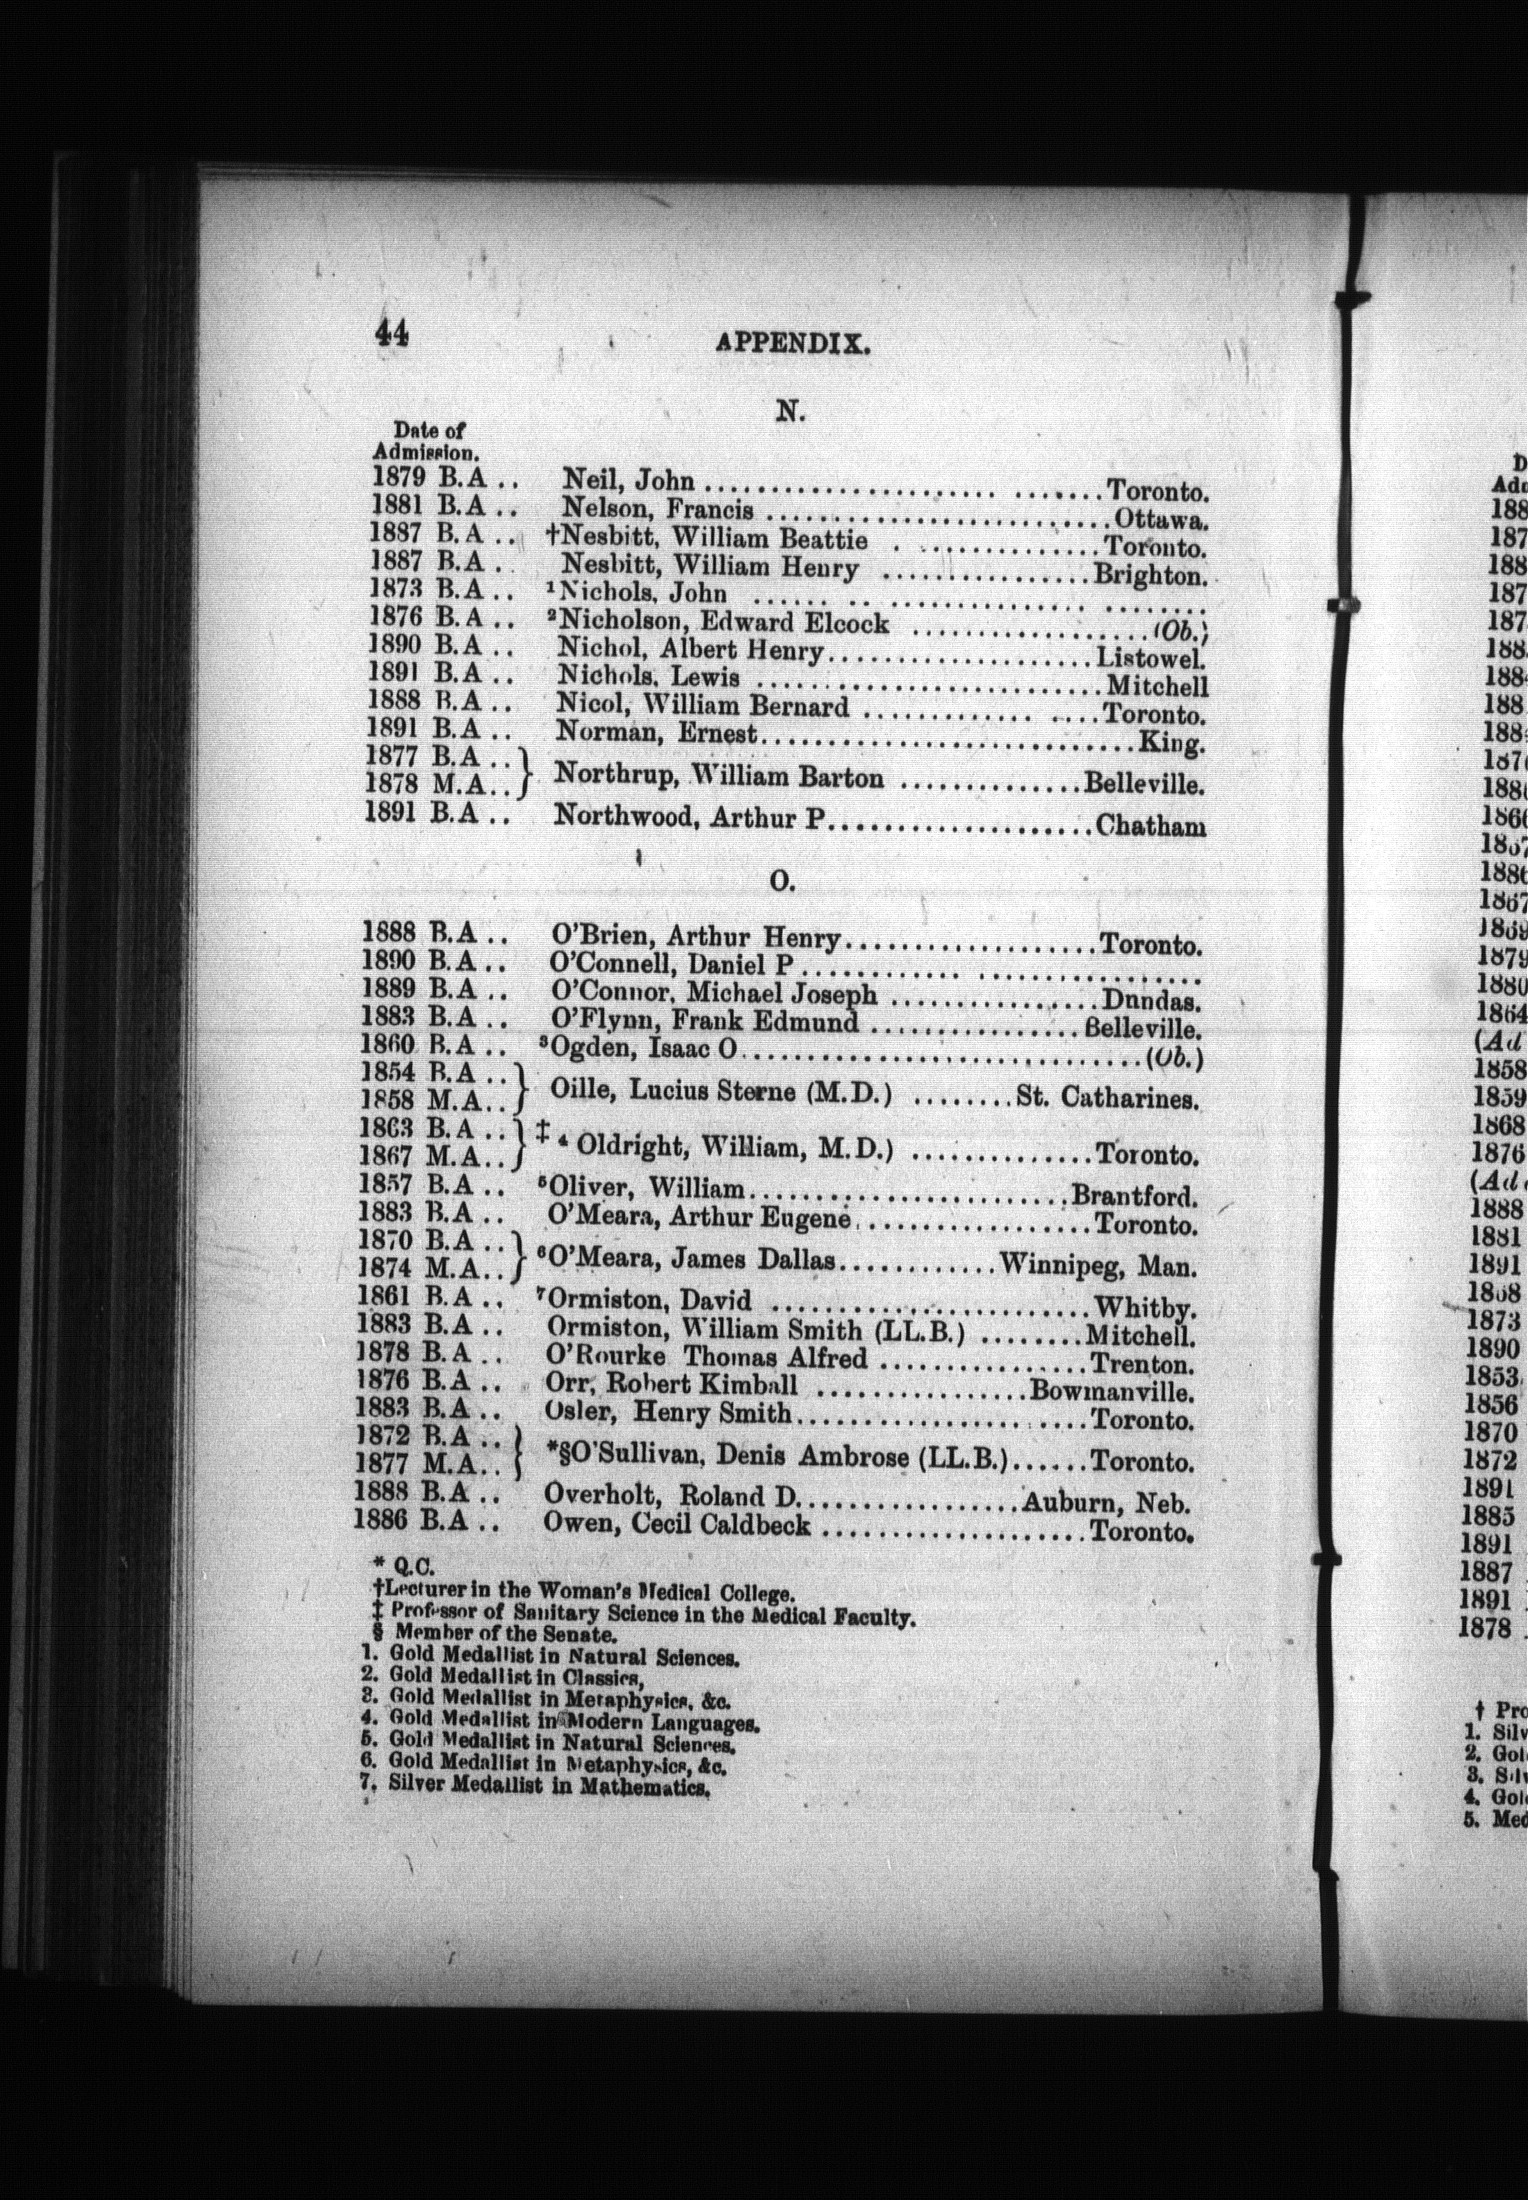 44 APPENDIX.
N.
Date of
Admission.
1879 B.A .. Neil, John ........................ Toronto.
1881 B.A .. Nelson, Francis ........................ Ottawa.
1887 B.A .. †Nesbitt, William Beattie ............... Toronto.
1887 B.A . Nesbitt, William Henry ................ Brighton.
1873 B.A .. ¹Nichols, John ........................
1876 B.A .. ²Nicholson, Edward Elcock .................. (Ob.)
1890 B.A .. Nichol, Albert Henry.................... Listowel.
1891 B.A .. Nichols, Lewis .......................... Mitchell
1888 B.A .. Nicol, William Bernard ................. Toronto.
1891 B.A .. Norman, Ernest............................ King.
1877 B.A ..
1878 M.A.. } Northrup, William Barton .............. Belleville.
1891 B.A .. Northwood, Arthur P.................... Chatham
O.
1888 B.A .. O'Brien, Arthur Henry................... Toronto.
1890 B.A .. O'Connell, Daniel P............................
1889 B.A .. O'Connor, Michael Joseph ................ Dnndas.
1883 B.A .. O'Flynn, Frank Edmund ................ Belleville.
1860 B.A .. ³Ogden, Isaac O.............................. (Ob.)
1854 B.A ..
1858 M.A.. } Oille, Lucius Sterne (M.D.) ........ St. Catharines.
1863 B.A ..
1867 M.A.. } ‡ ⁴ Oldright, William, M.D.) .............. Toronto.
1857 B.A .. ⁵Oliver, William........................ Brantford.
1883 B.A .. O'Meara, Arthur Eugene.................. Toronto.
1870 B.A ..
1874 M.A.. } ⁶O'Meara, James Dallas............ Winnipeg, Man.
1861 B.A .. ⁷Ormiston, David ........................ Whitby.
1883 B.A .. Ormiston, William Smith (LL.B.) ........ Mitchell.
1878 B.A .. O'Rourke Thomas Alfred ................ Trenton.
1876 B.A .. Orr, Robert Kimball ................ Bowmanville.
1883 B.A .. Osler, Henry Smith...................... Toronto.
1872 B.A ..
1877 M.A.. } *§O'Sullivan, Denis Ambrose (LL.B.)...... Toronto.
1888 B.A .. Overholt, Roland D................. Auburn, Neb.
1886 B.A .. Owen, Cecil Caldbeck .................... Toronto.
* Q.C.
†Lecturer in the Woman's Medical College.
‡ Professor of Sanitary Science in the Medical Faculty.
§ Member of the Senate.
1. Gold Medallist in Natural Sciences.
2. Gold Medallist in Classics,
3. Gold Medallist in Metaphysics, &c.
4. Gold Medallist in Modern Languages.
5. Gold Medallist in Natural Sciences.
6. Gold Medallist in Metaphysics, &c.
7. Silver Medallist in Mathematics.